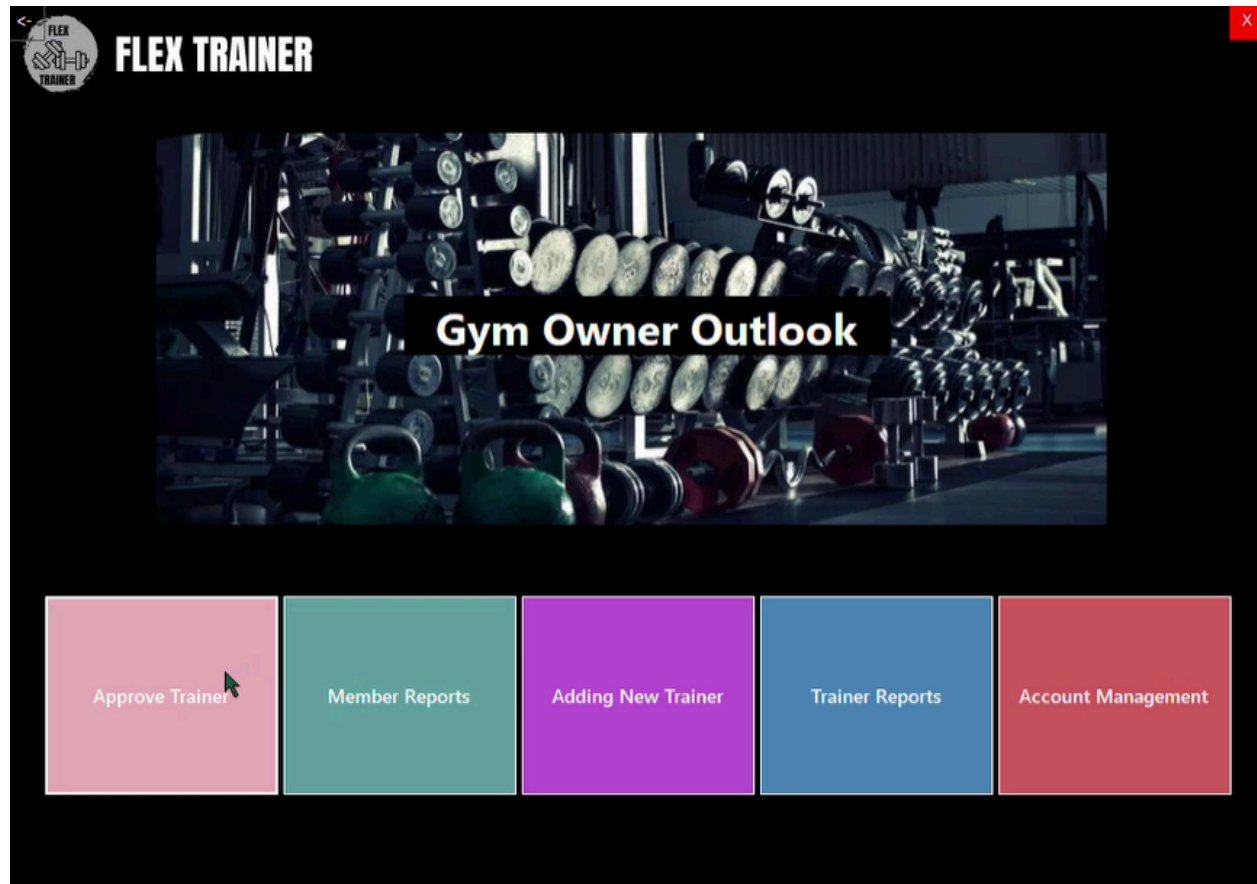 <-
X
FLEX
TRAINER
FLEX TRAINER
Gym Owner Outlook
Approve Trainer
Member Reports
Adding New Trainer
Trainer Reports
Account Management